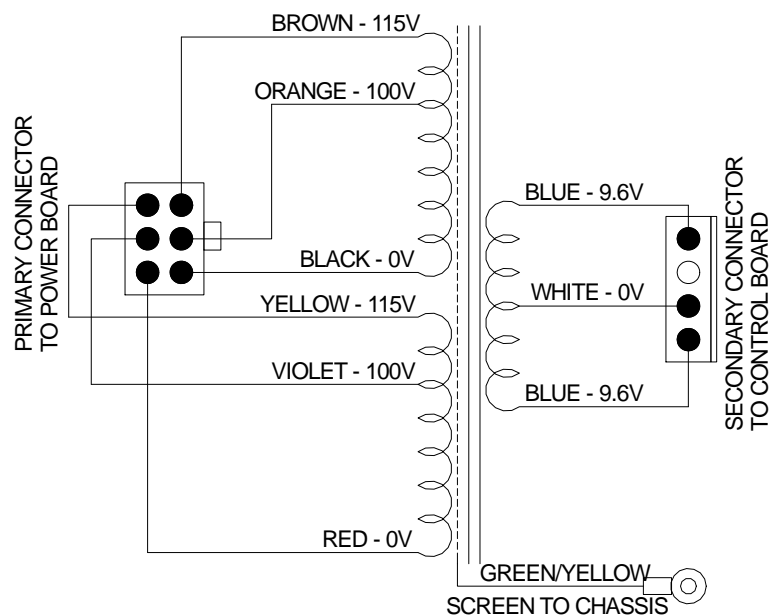 BROWN - 115V
ORANGE - 100V
PRIMARY CONNECTOR
TO POWER BOARD
BLACK - 0V
YELLOW - 115V
VIOLET - 100V
RED - 0V
BLUE - 9.6V
WHITE - 0V
BLUE - 9.6V
SECONDARY CONNECTOR
TO CONTROL BOARD
GREEN/YELLOW
SCREEN TO CHASSIS